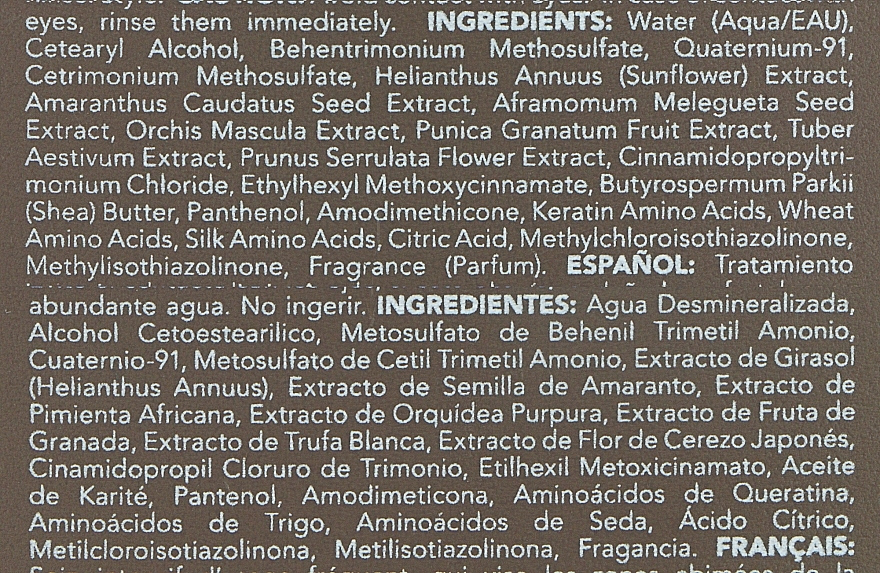 eyes, rinse them immediately. INGREDIENTS: Water (Aqua/EAU),
Cetearyl Alcohol, Behentrimonium Methosulfate, Quaternium-91,
Cetrimonium Methosulfate, Helianthus Annuus (Sunflower) Extract,
Amaranthus Caudatus Seed Extract, Aframomum Melegueta Seed
Extract, Orchis Mascula Extract, Punica Granatum Fruit Extract, Tuber
Aestivum Extract, Prunus Serrulata Flower Extract, Cinnamidopropyltri-
monium Chloride, Ethylhexyl Methoxycinnamate, Butyrospermum Parkii
(Shea) Butter, Panthenol, Amodimethicone, Keratin Amino Acids, Wheat
Amino Acids, Silk Amino Acids, Citric Acid, Methylchloroisothiazolinone,
Methylisothiazolinone, Fragrance (Parfum). ESPAÑOL: Tratamiento
abundante agua. No ingerir. INGREDIENTES: Agua Desmineralizada,
Alcohol Cetoestearilico, Metosulfato de Behenil Trimetil Amonio,
Cuaternio-91, Metosulfato de Cetil Trimetil Amonio, Extracto de Girasol
(Helianthus Annuus), Extracto de Semilla de Amaranto, Extracto de
Pimienta Africana, Extracto de Orquídea Purpura, Extracto de Fruta de
Granada, Extracto de Trufa Blanca, Extracto de Flor de Cerezo Japonés,
Cinamidopropil Cloruro de Trimonio, Etilhexil Metoxicinamato, Aceite
de Karité, Pantenol, Amodimeticona, Aminoácidos de Queratina,
Aminoácidos de Trigo, Aminoácidos de Seda, Ácido Cítrico,
Metilcloroisotiazolinona, Metilisotiazolinona, Fragancia. FRANÇAIS: